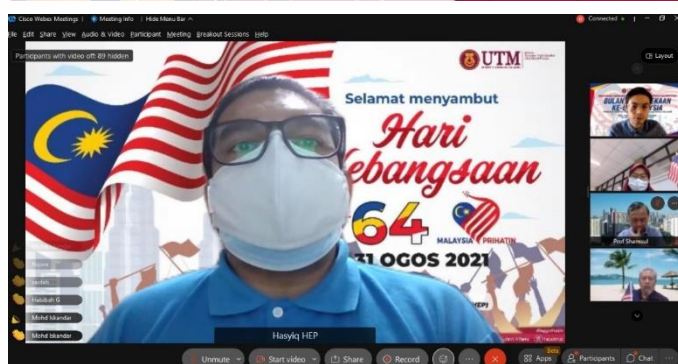 Cisco Webex Meetings | Meeting Info | Hide Menu Bar
File Edit Share View Audio & Video Participant Meeting Breakout Sessions Help
Connected
Participants with video off: 89 hidden
Layout
UTM
Selamat menyambut
Hari
Kebangsaan
64
MALAYSIA PRIHATIN
31 OGOS 2021
BULAN
Prof Shamsul
Habibah G
Mohd Iskandar
Mohd Iskandar
Hasyiq HEP
Unmute Start video Share Record Apps Beta Participants Chat